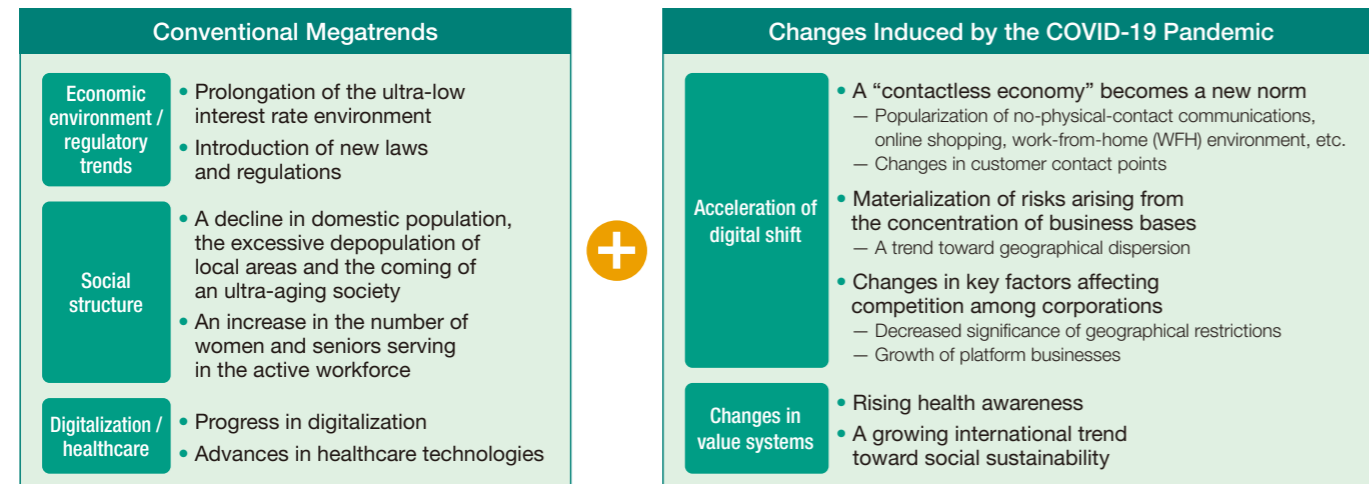 Conventional Megatrends
Economic
environment /
regulatory
trends
• Prolongation of the ultra-low
interest rate environment
• Introduction of new laws
and regulations
Social
structure
• A decline in domestic population,
the excessive depopulation of
local areas and the coming of
an ultra-aging society
• An increase in the number of
women and seniors serving
in the active workforce
Digitalization /
healthcare
• Progress in digitalization
• Advances in healthcare technologies
+
Changes Induced by the COVID-19 Pandemic
Acceleration of
digital shift
• A “contactless economy” becomes a new norm
— Popularization of no-physical-contact communications,
online shopping, work-from-home (WFH) environment, etc.
— Changes in customer contact points
• Materialization of risks arising from
the concentration of business bases
— A trend toward geographical dispersion
• Changes in key factors affecting
competition among corporations
— Decreased significance of geographical restrictions
— Growth of platform businesses
Changes in
value systems
• Rising health awareness
• A growing international trend
toward social sustainability